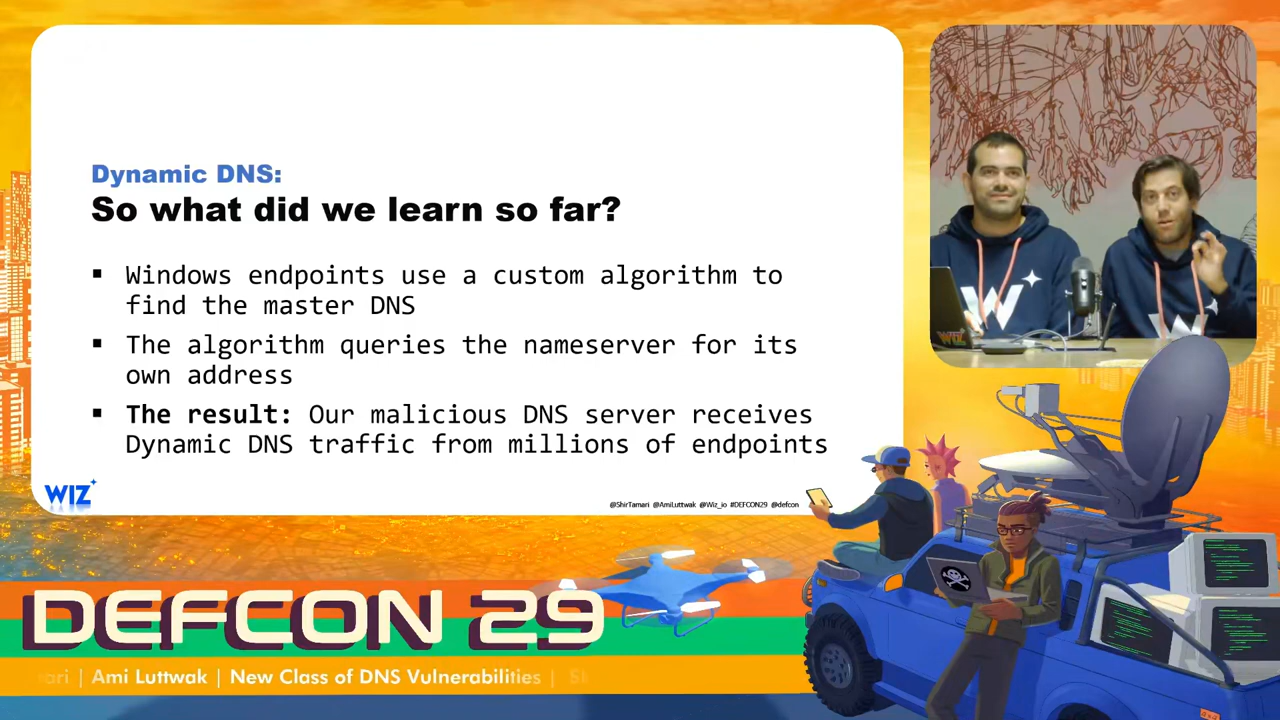 Dynamic DNS:
So what did we learn so far?
▪ Windows endpoints use a custom algorithm to
find the master DNS
▪ The algorithm queries the nameserver for its
own address
▪ The result: Our malicious DNS server receives
Dynamic DNS traffic from millions of endpoints
WIZ
@ShirTamari @AmiLuttwak @Wiz_io #DEFCON29 @defcon
W
W
WIZ
DEFCON 29
ari | Ami Luttwak | New Class of DNS Vulnerabilities | S